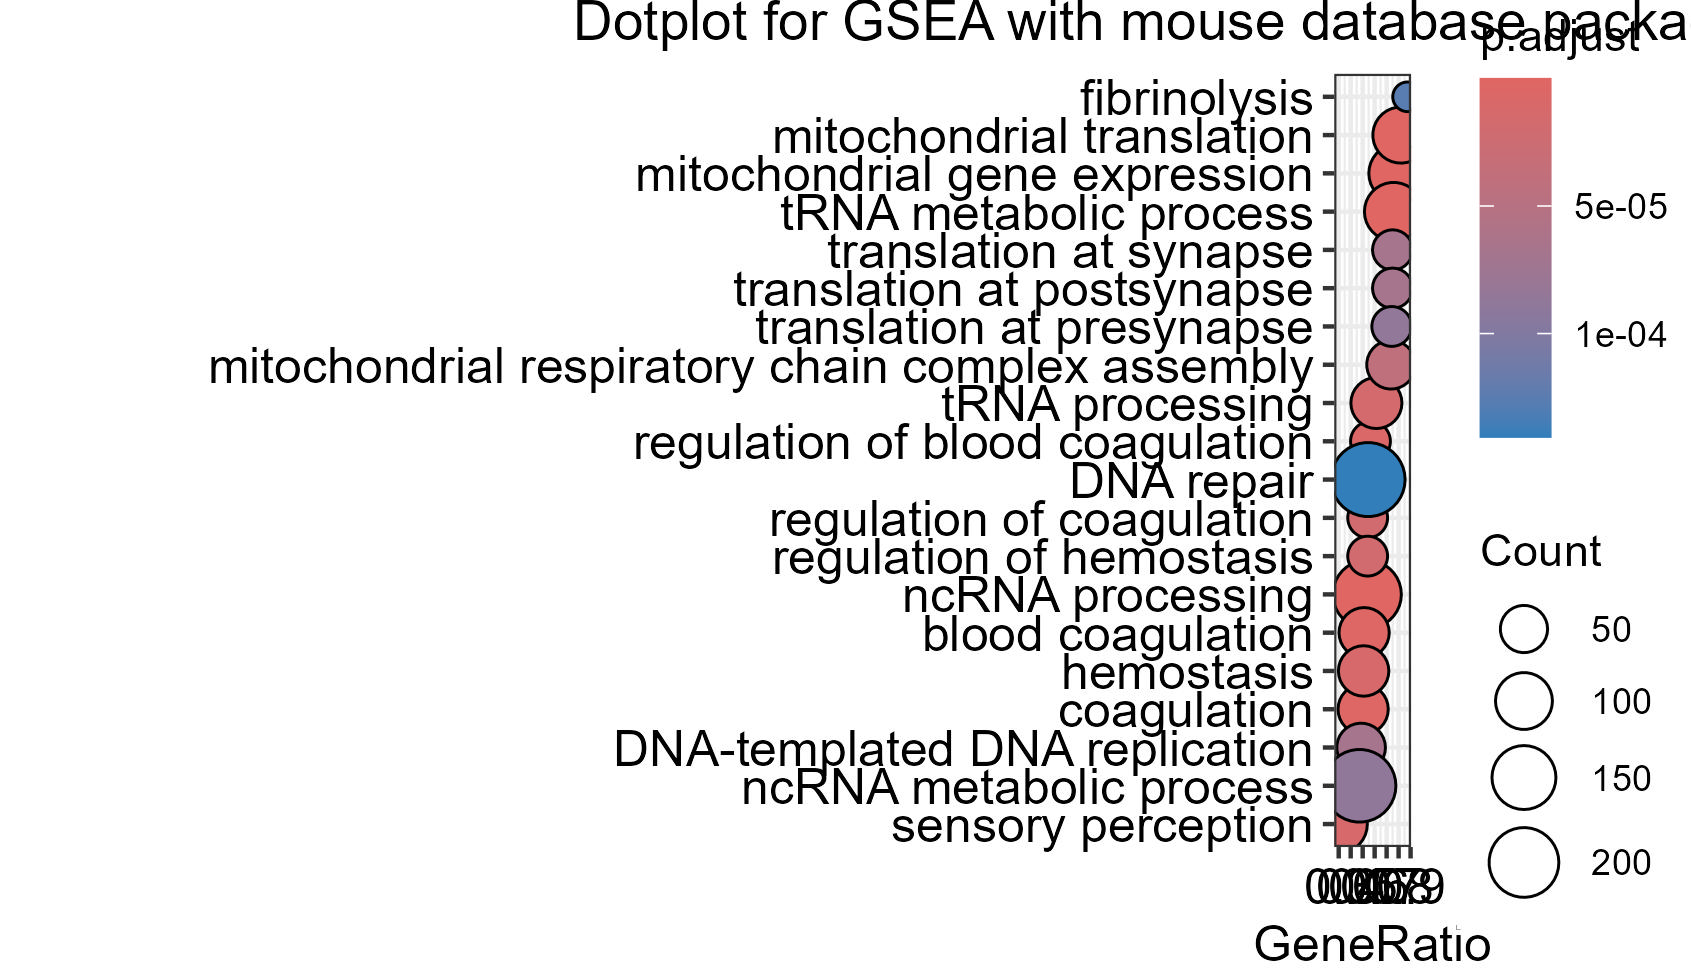 Dotplot for GSEA with mouse database packa
p.adjust
fibrinolysis
mitochondrial translation
mitochondrial gene expression
tRNA metabolic process
translation at synapse
translation at postsynapse
translation at presynapse
mitochondrial respiratory chain complex assembly
tRNA processing
regulation of blood coagulation
DNA repair
regulation of coagulation
regulation of hemostasis
ncRNA processing
blood coagulation
hemostasis
coagulation
DNA-templated DNA replication
ncRNA metabolic process
sensory perception
5e-05
1e-04
Count
50
100
150
200
GeneRatio